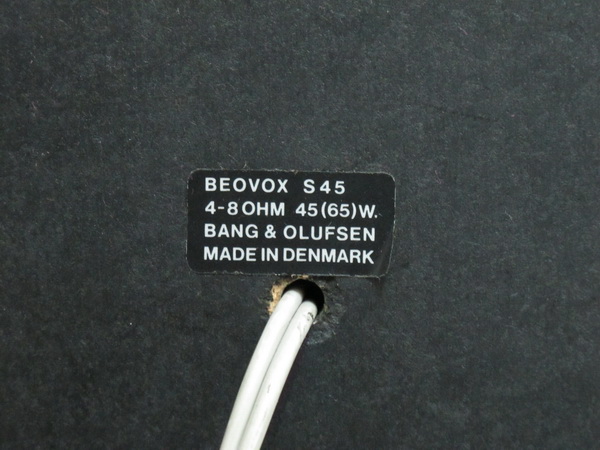 BEOVOX S45
4-8 OHM 45(65)W.
BANG & OLUFSEN
MADE IN DENMARK